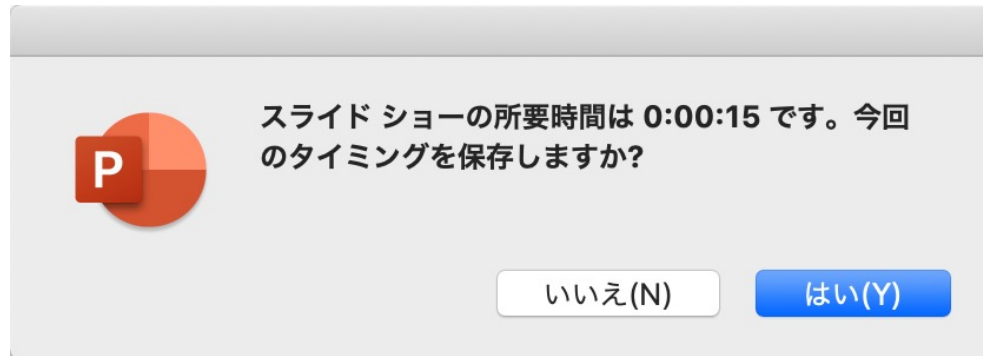 スライド ショーの所要時間は 0:00:15 です。今回
のタイミングを保存しますか?
P
いいえ(N)
はい(Y)